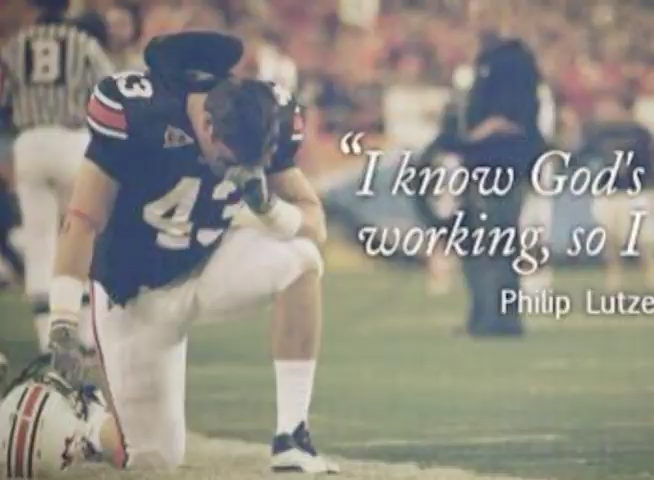 B
43
43
“I know God's
working, so I
Philip Lutze